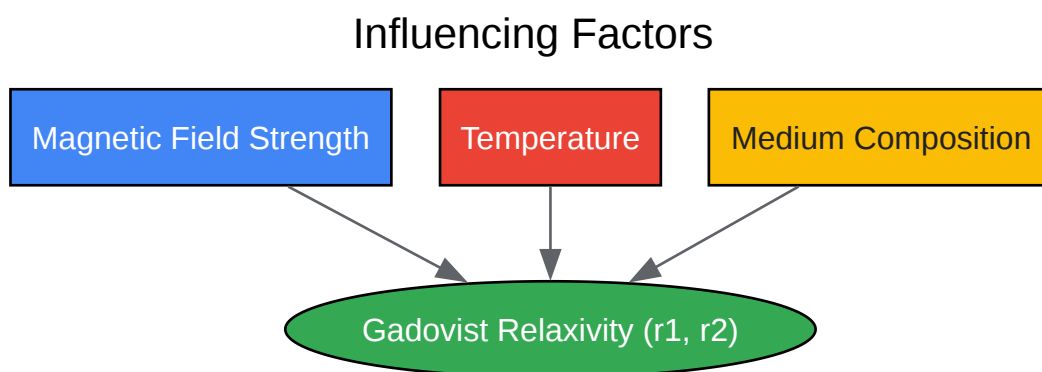 Influencing Factors
Magnetic Field Strength
Temperature
Medium Composition
Gadovist Relaxivity (r1, r2)